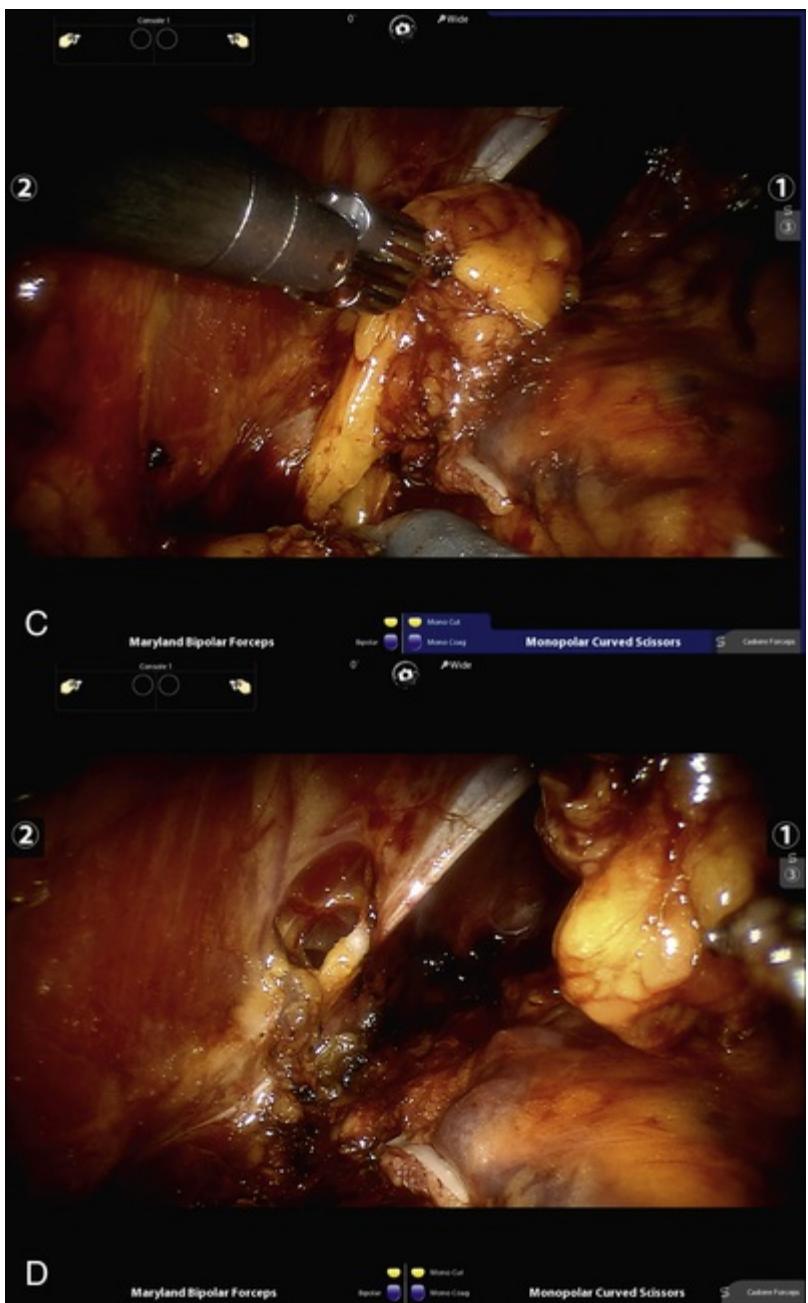 Console 1
0°
Wide
2
1
S
3
C
Mono Cut
Maryland Bipolar Forceps
Bipolar
Mono Coag
Monopolar Curved Scissors
S
Cadiere Forceps
Console 1
0°
Wide
2
1
S
3
D
Mono Cut
Maryland Bipolar Forceps
Bipolar
Mono Coag
Monopolar Curved Scissors
S
Cadiere Forceps